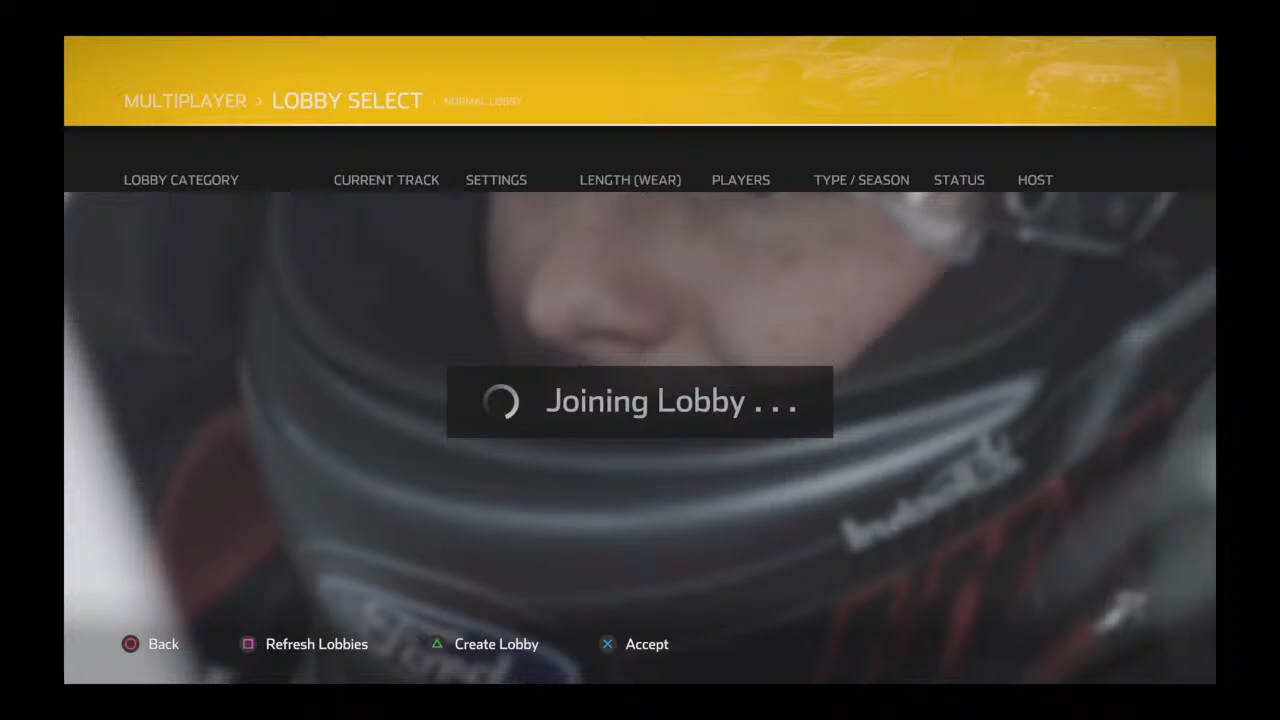 MULTIPLAYER › LOBBY SELECT › NORMAL LOBBY
LOBBY CATEGORY CURRENT TRACK SETTINGS LENGTH (WEAR) PLAYERS TYPE / SEASON STATUS HOST
Joining Lobby . . .
Ford
Back Refresh Lobbies Create Lobby Accept